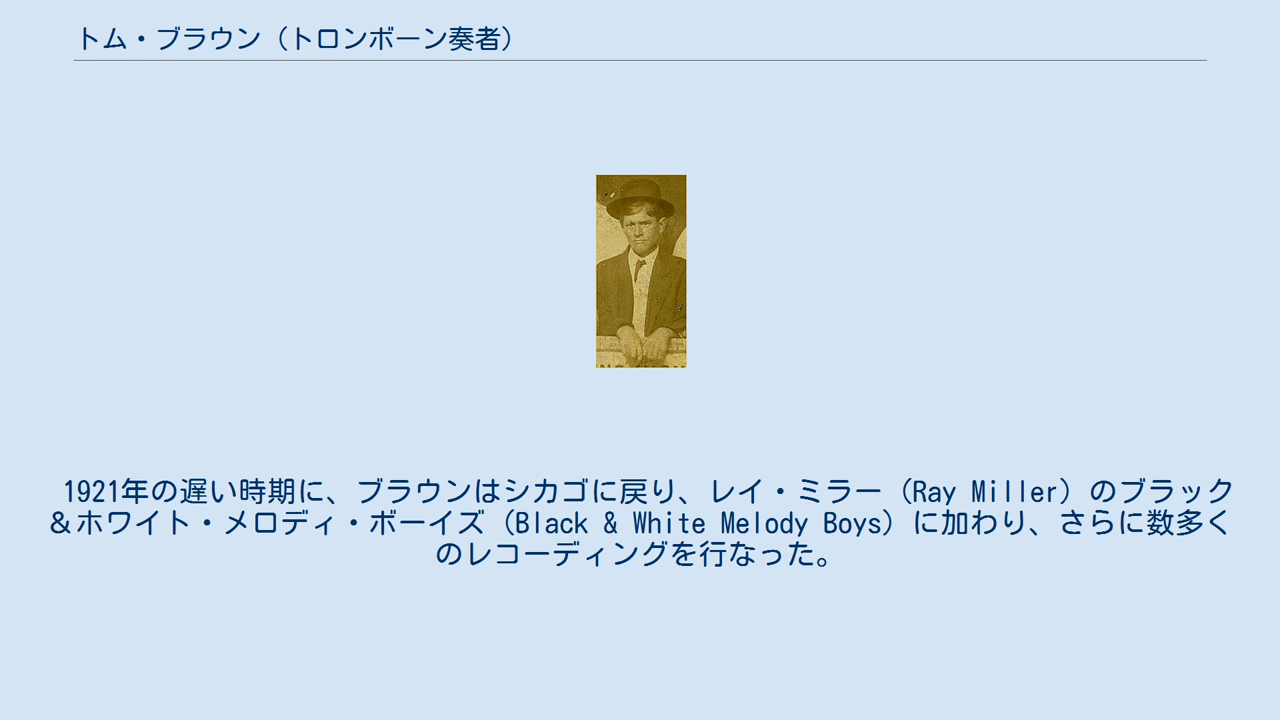 トム・ブラウン（トロンボーン奏者）
1921年の遅い時期に、ブラウンはシカゴに戻り、レイ・ミラー（Ray Miller）のブラック
＆ホワイト・メロディ・ボーイズ（Black & White Melody Boys）に加わり、さらに数多く
のレコーディングを行なった。